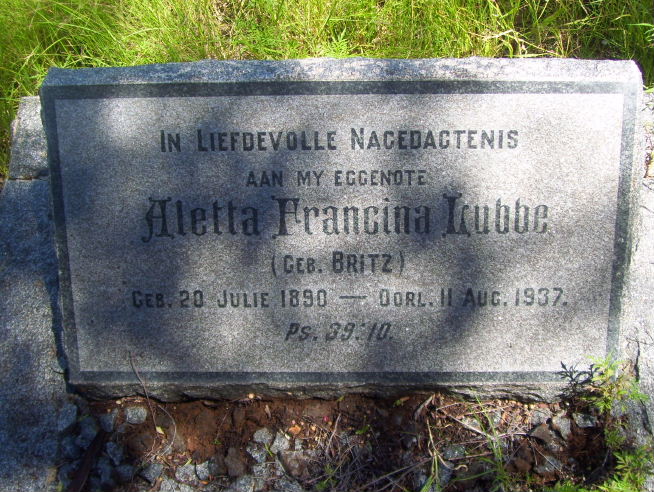 IN LIEFDEVOLLE NAGEDAGTENIS
AAN MY EGGENOTE
Aletta Francina Lubbe
(GEB. BRITZ)
GEB. 20 JULIE 1890 — OORL. 11 AUG. 1937.
PS. 39:10.